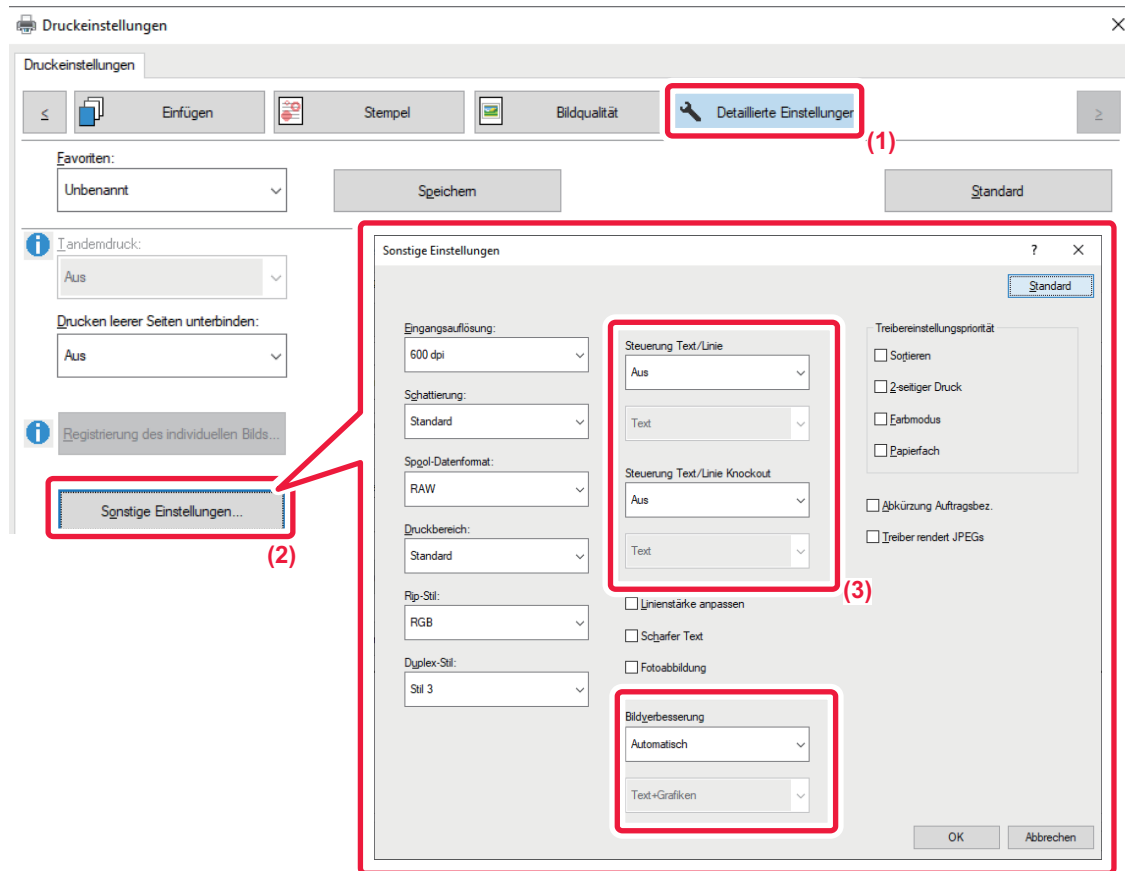 Druckeinstellungen
Druckeinstellungen
<
Einfügen
Stempel
Bildqualität
Detaillierte Einstellungen
>
(1)
Favoriten:
Unbenannt
Speichern
Standard
Tandemdruck:
Aus
Drucken leerer Seiten unterbinden:
Aus
Registrierung des individuellen Bilds...
Sonstige Einstellungen...
(2)
Sonstige Einstellungen
?
Standard
Eingangsauflösung:
600 dpi
Schattierung:
Standard
Spool-Datenformat:
RAW
Druckbereich:
Standard
Rip-Stil:
RGB
Duplex-Stil:
Stil 3
Steuerung Text/Linie
Aus
Text
Steuerung Text/Linie Knockout
Aus
Text
(3)
Linienstärke anpassen
Scharfer Text
Fotoabbildung
Bildverbesserung
Automatisch
Text+Grafiken
Treibereinstellungspriorität
Sortieren
2-seitiger Druck
Farbmodus
Papierfach
Abkürzung Auftragsbez.
Treiber rendert JPEGs
OK
Abbrechen